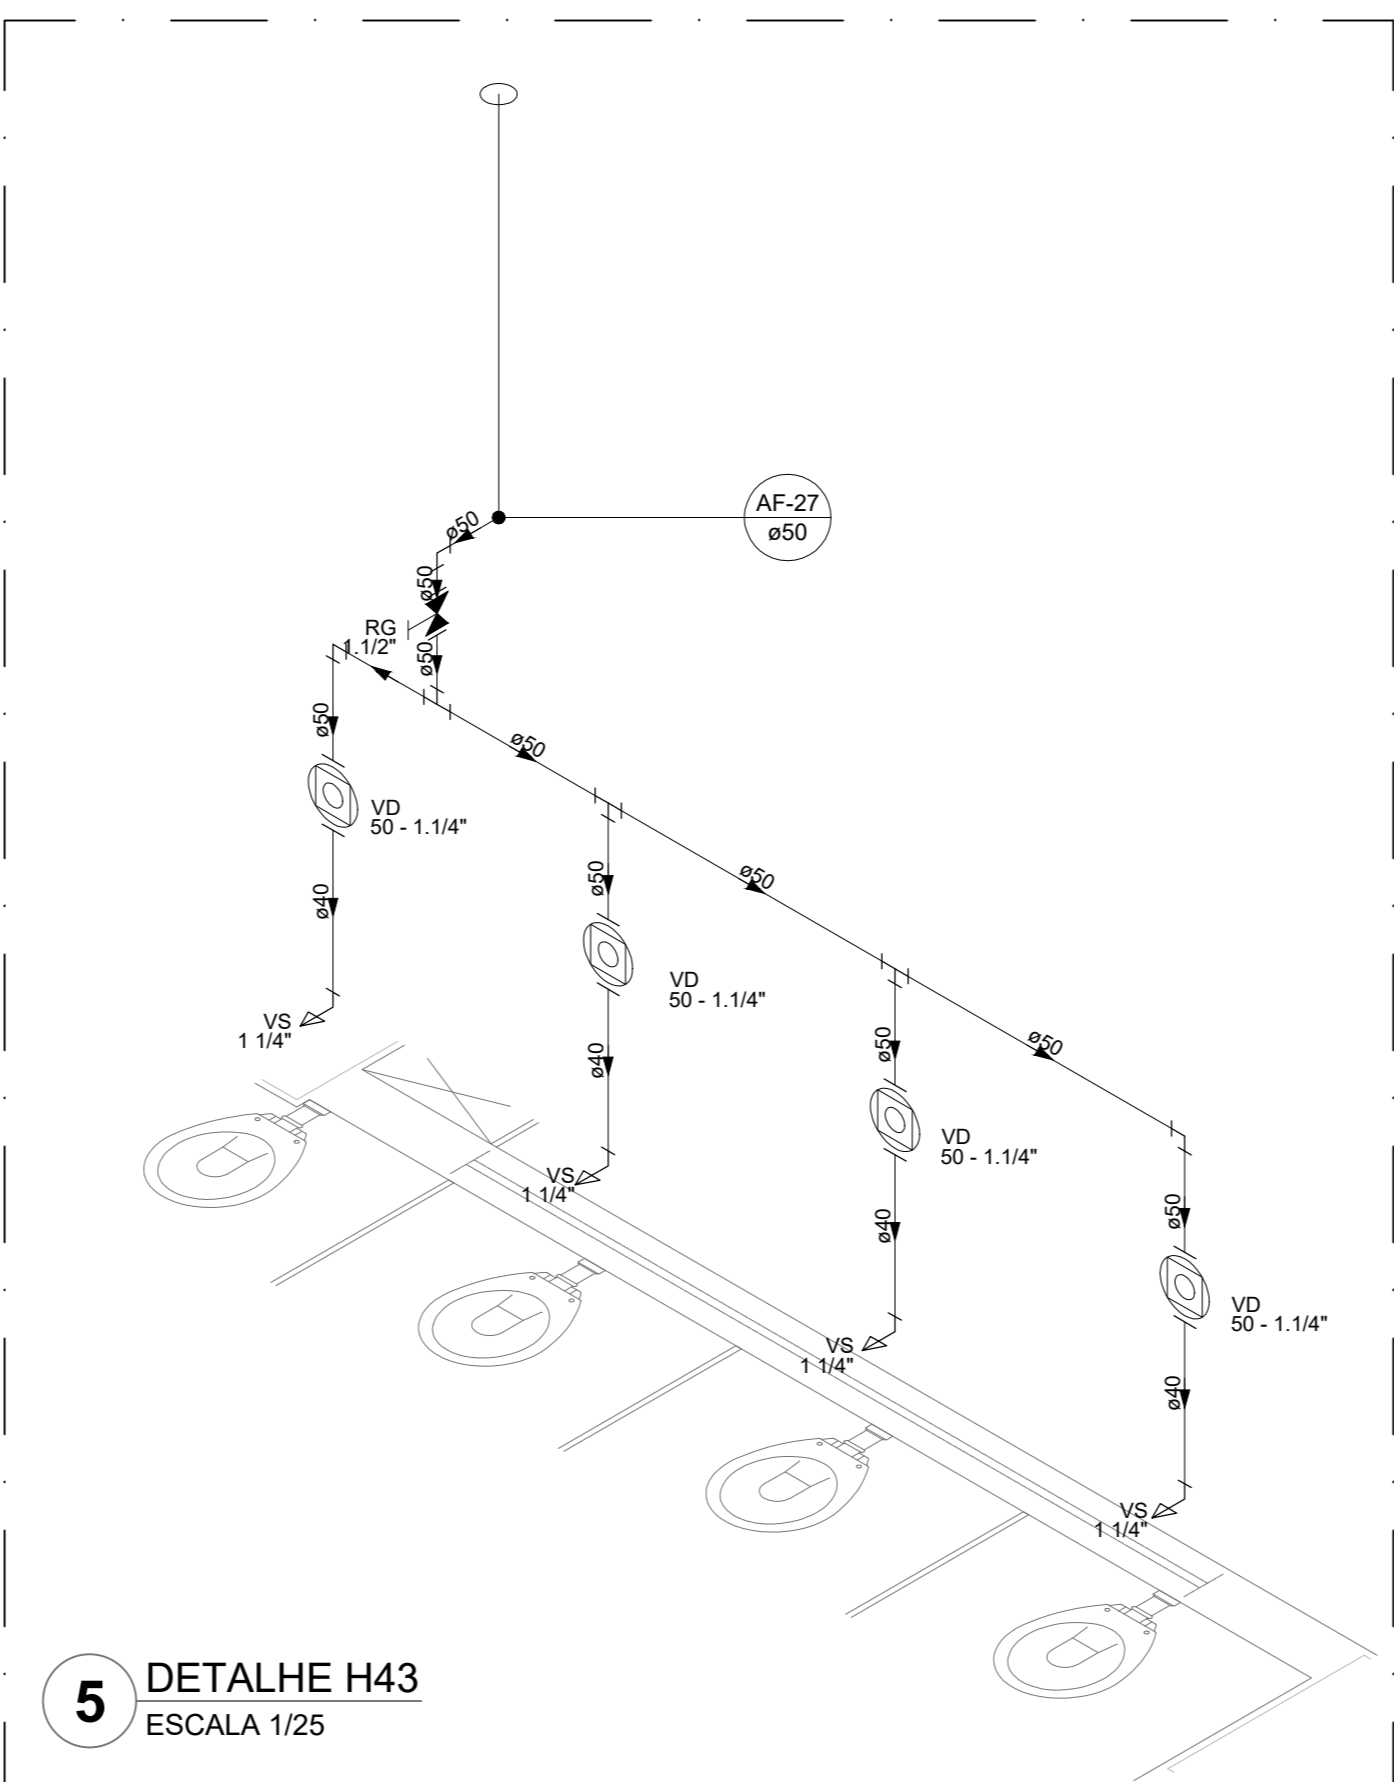 AF-27
ø50
ø50
ø50
RG
1.1/2"
ø50
ø50
ø50
VD
50 - 1.1/4"
ø50
ø50
ø40
VD
50 - 1.1/4"
VS
1 1/4"
ø50
ø50
ø40
VD
50 - 1.1/4"
VS
1 1/4"
ø50
ø40
VD
50 - 1.1/4"
VS
1 1/4"
ø40
VS
1 1/4"
5
DETALHE H43
ESCALA 1/25